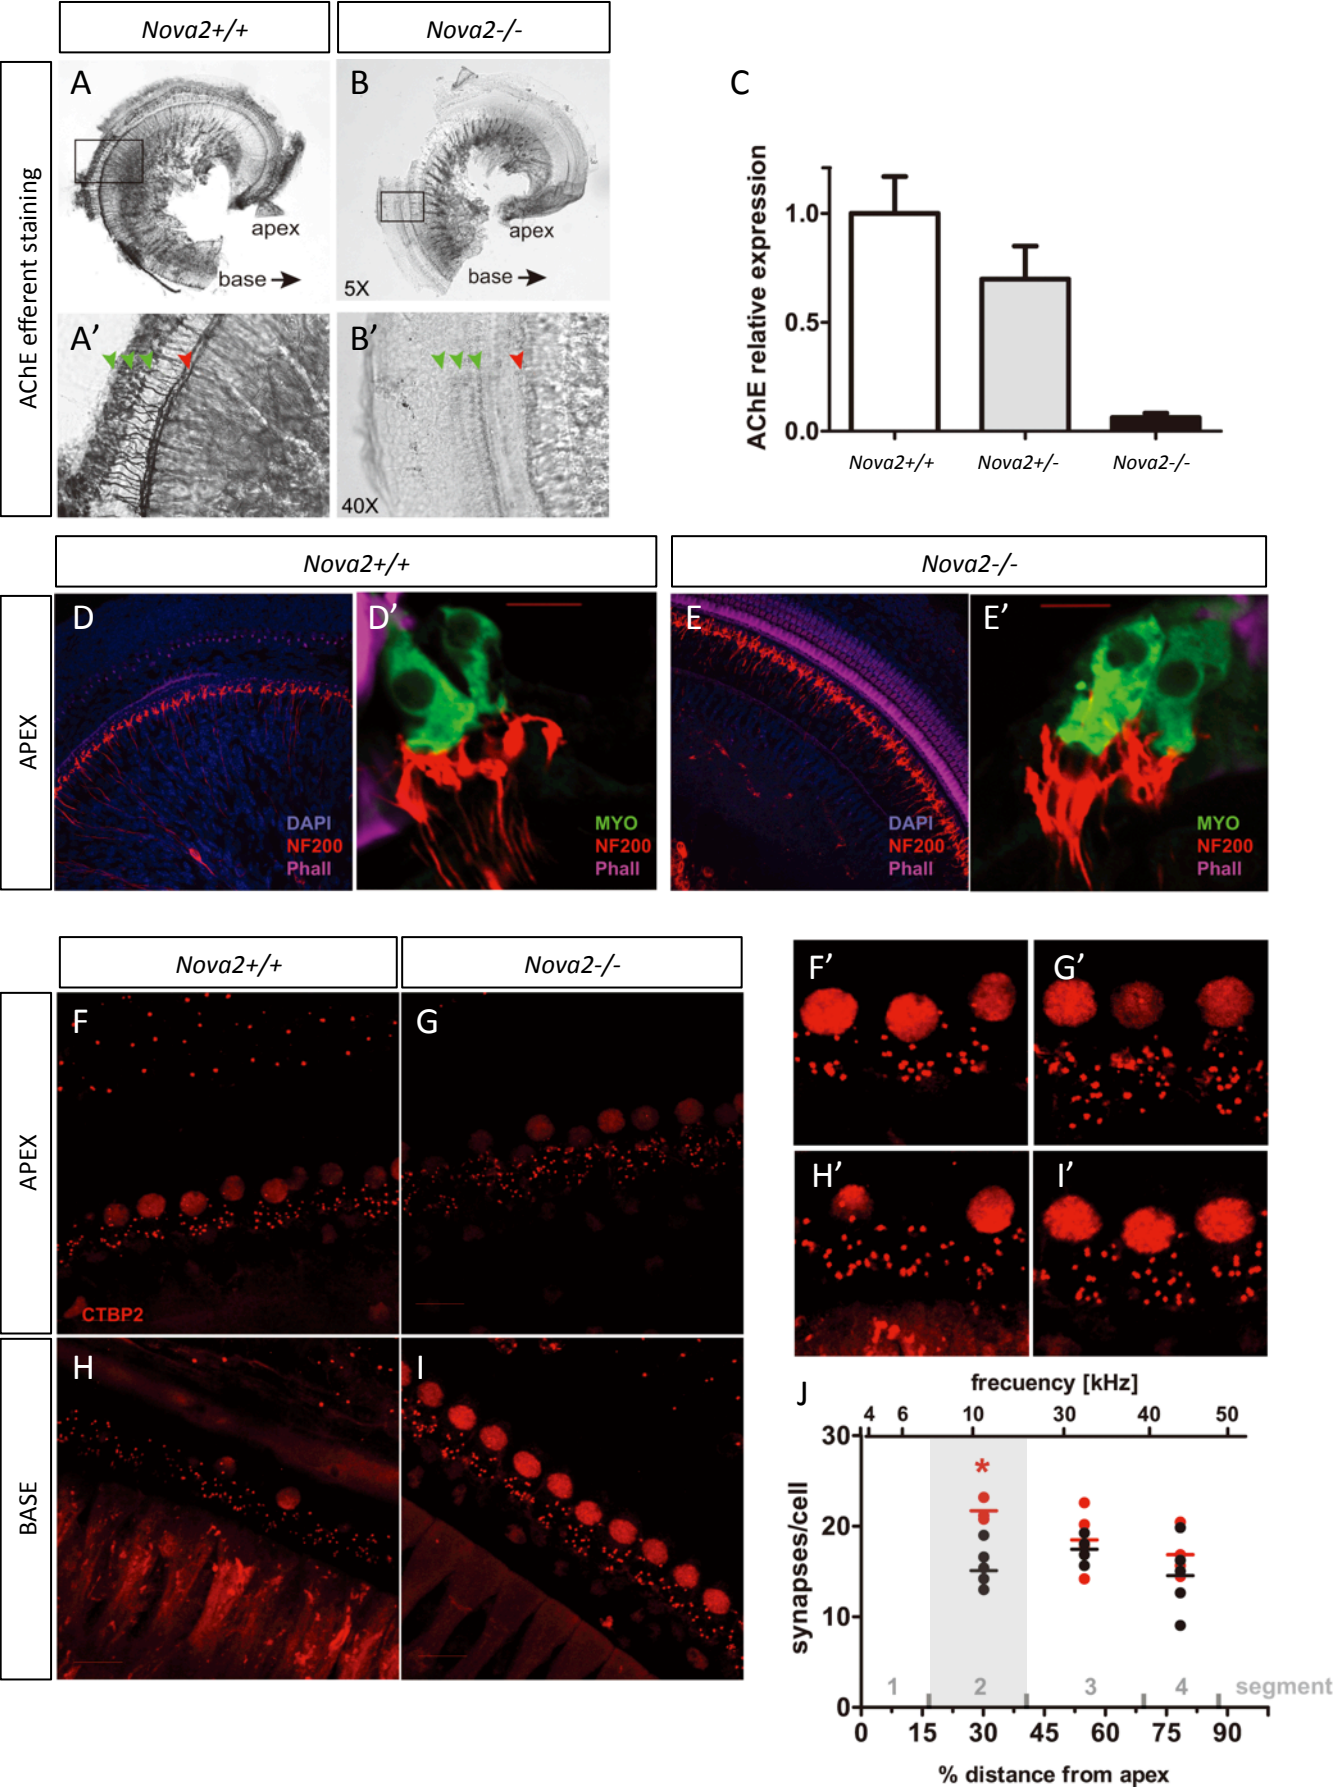 Nova2+/+
Nova2-/-
AChE efferent staining
A
apex
base
B
apex
base
5X
A'
B'
40X
C
AChE relative expression
1.0
0.5
0.0
Nova2+/+
Nova2+/-
Nova2-/-
Nova2+/+
Nova2-/-
APEX
D
DAPI
NF200
Phall
D'
MYO
NF200
Phall
E
DAPI
NF200
Phall
E'
MYO
NF200
Phall
Nova2+/+
Nova2-/-
APEX
F
CTBP2
G
F'
G'
BASE
H
I
H'
I'
J
frecuency [kHz]
4 6 10 30 40 50
synapses/cell
30
20
10
0
*
1 2 3 4 segment
0 15 30 45 60 75 90
% distance from apex